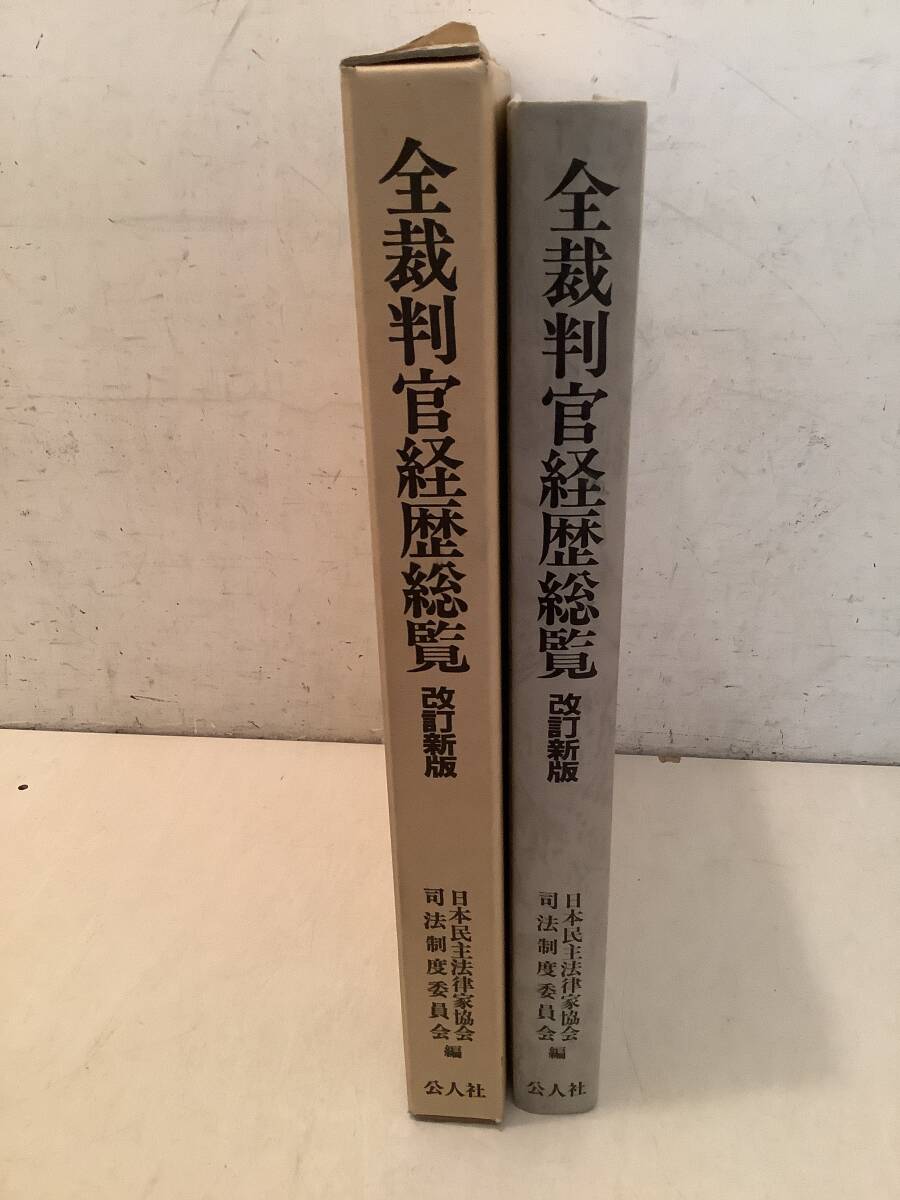 全裁判官経歴総覧
改訂新版
日本民主法律家協会
司法制度委員会
編
公人社
全裁判官経歴総覧
改訂新版
日本民主法律家協会
司法制度委員会
編
公人社